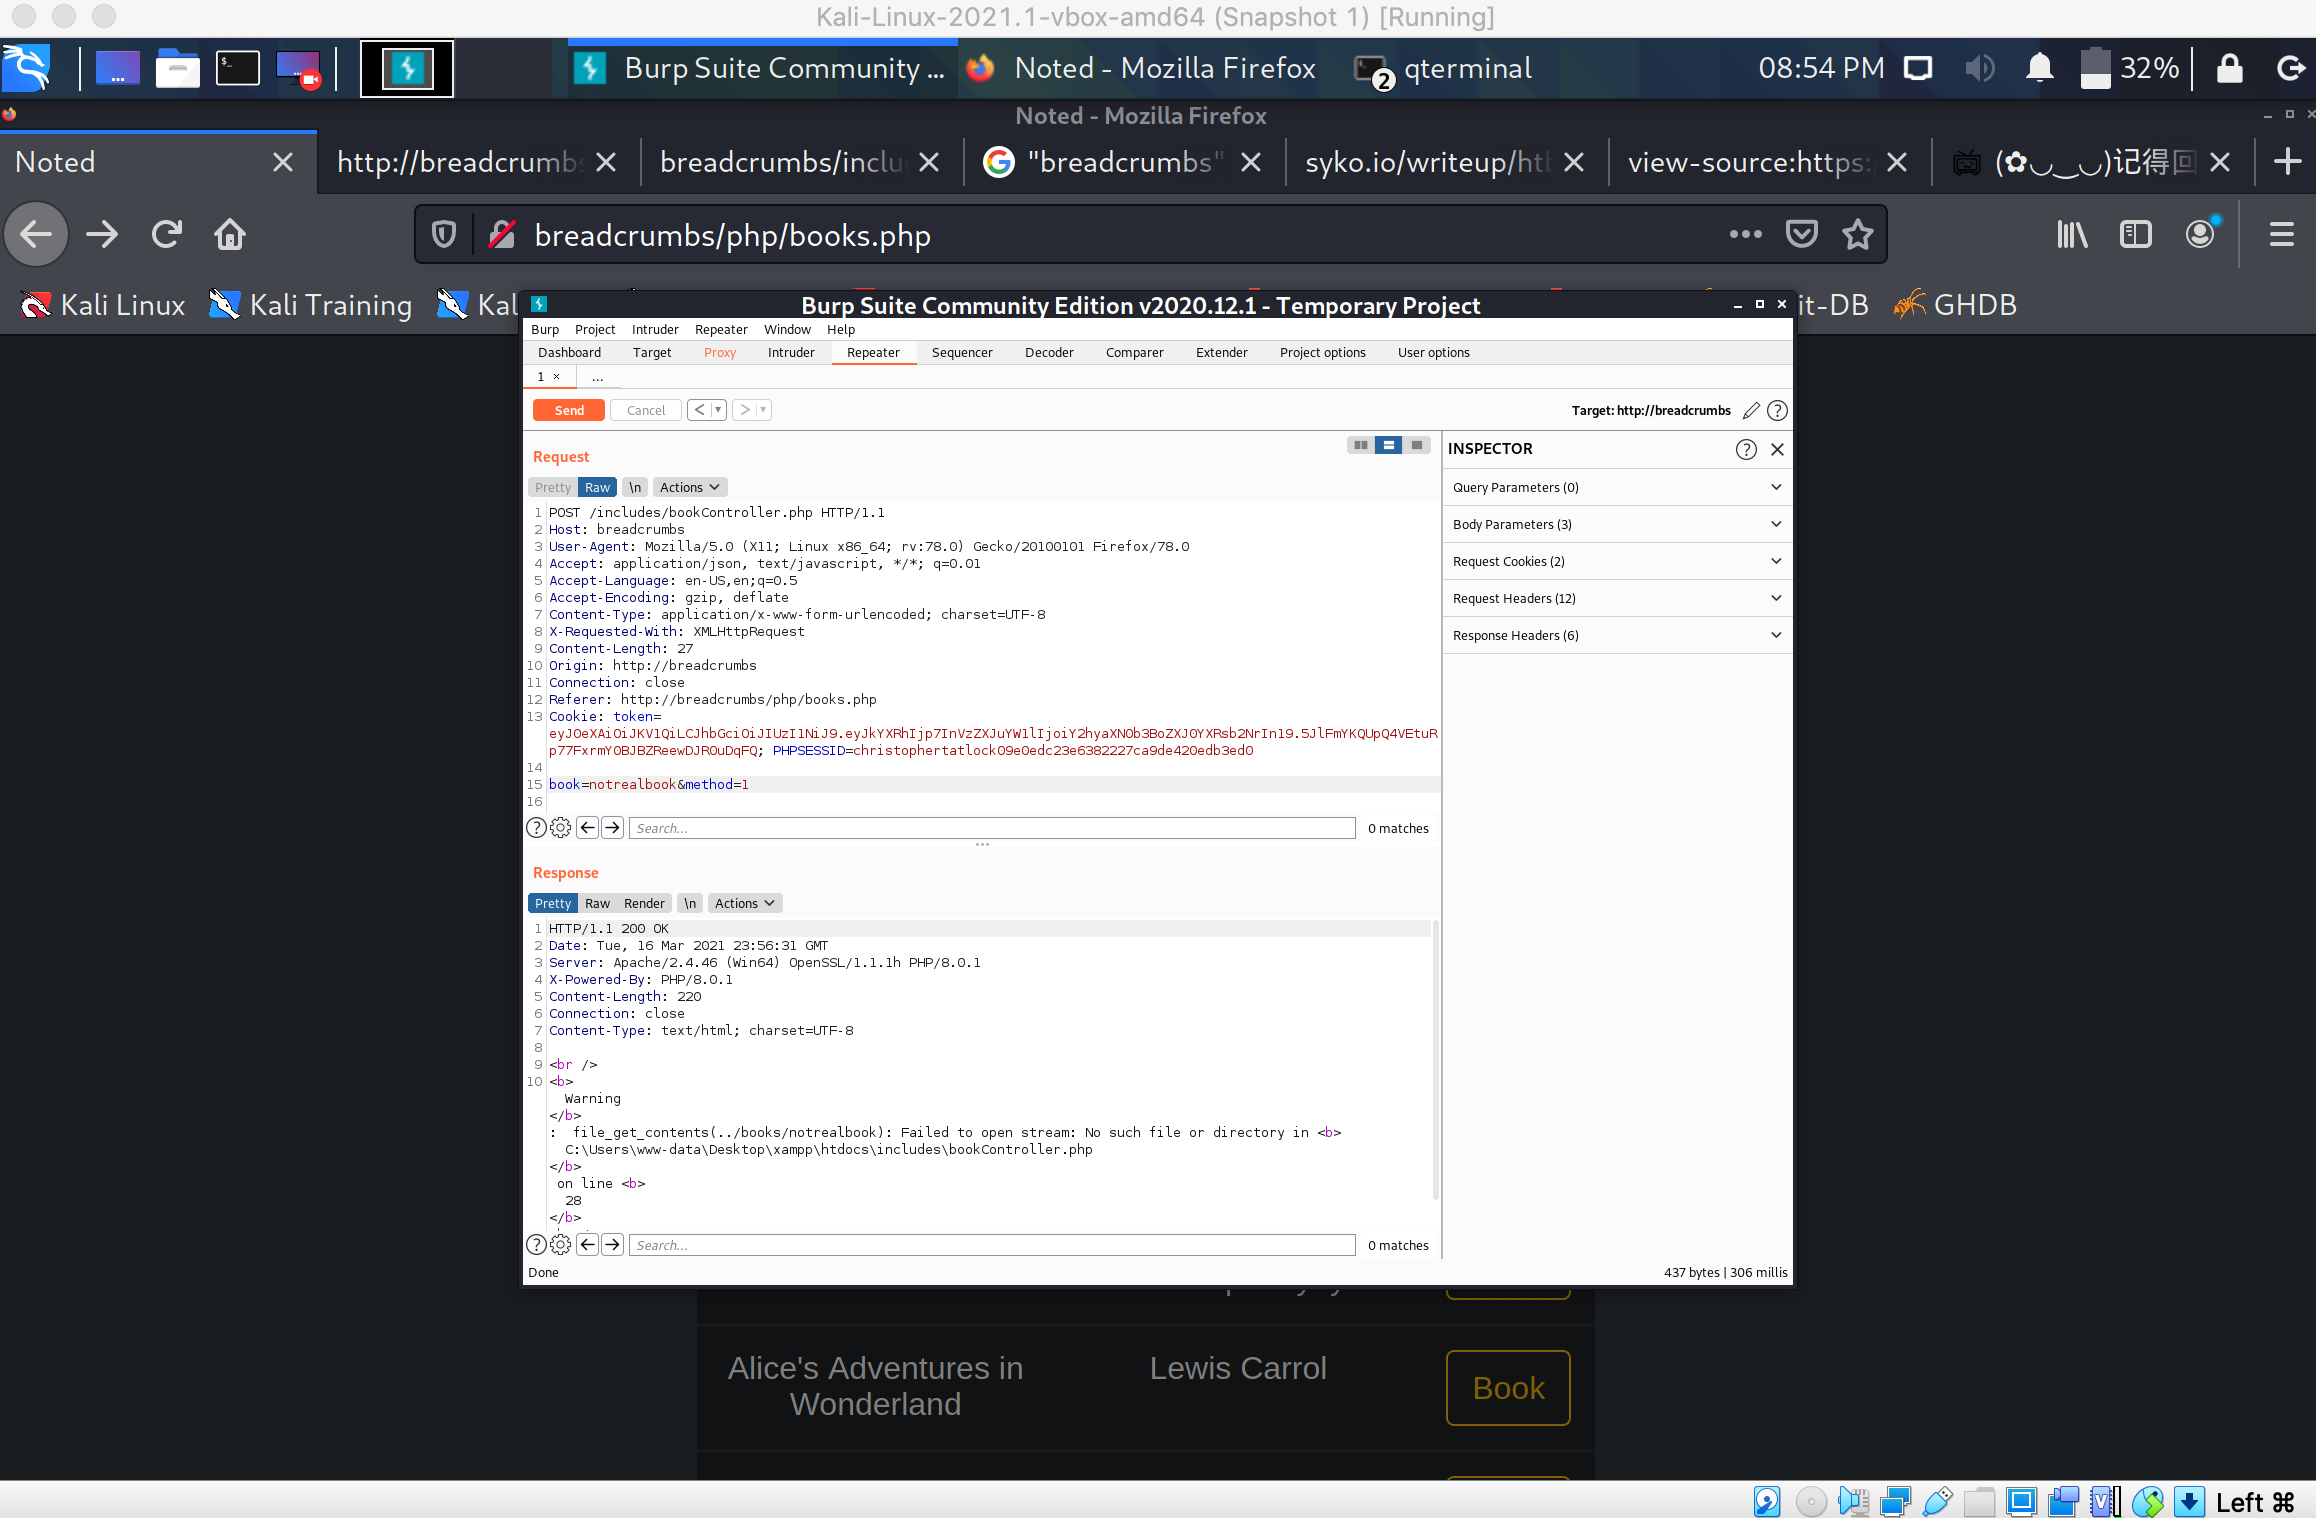 Kali-Linux-2021.1-vbox-amd64 (Snapshot 1) [Running]
Burp Suite Community ...
Noted - Mozilla Firefox
2
qterminal
08:54 PM
32%
Noted - Mozilla Firefox
Noted
http://breadcrumbs
breadcrumbs/inclu
"breadcrumbs"
syko.io/writeup/htb
view-source:https:
(✿◡‿◡)记得回
breadcrumbs/php/books.php
Kali Linux
Kali Training
Kal
it-DB
GHDB
Burp Suite Community Edition v2020.12.1 - Temporary Project
Burp Project Intruder Repeater Window Help
Dashboard Target Proxy Intruder Repeater Sequencer Decoder Comparer Extender Project options User options
1 × ...
Send Cancel < >
Target: http://breadcrumbs
Request
Pretty Raw \n Actions
1 POST /includes/bookController.php HTTP/1.1
2 Host: breadcrumbs
3 User-Agent: Mozilla/5.0 (X11; Linux x86_64; rv:78.0) Gecko/20100101 Firefox/78.0
4 Accept: application/json, text/javascript, */*; q=0.01
5 Accept-Language: en-US,en;q=0.5
6 Accept-Encoding: gzip, deflate
7 Content-Type: application/x-www-form-urlencoded; charset=UTF-8
8 X-Requested-With: XMLHttpRequest
9 Content-Length: 27
10 Origin: http://breadcrumbs
11 Connection: close
12 Referer: http://breadcrumbs/php/books.php
13 Cookie: token=
eyJ0eXAiOiJKV1QiLCJhbGciOiJIUzI1NiJ9.eyJkYXRhIjp7InVzZXJuYW1lIjoiY2hyaXN0b3BoZXJ0YXRsb2NrIn19.5JlFmYKQUpQ4VEtuR
p77FxrmY0BJBZReewDJR0uDqFQ; PHPSESSID=christophertatlock09e0edc23e6382227ca9de420edb3ed0
14
15 book=notrealbook&method=1
16
Search...
0 matches
INSPECTOR
Query Parameters (0)
Body Parameters (3)
Request Cookies (2)
Request Headers (12)
Response Headers (6)
Response
Pretty Raw Render \n Actions
1 HTTP/1.1 200 OK
2 Date: Tue, 16 Mar 2021 23:56:31 GMT
3 Server: Apache/2.4.46 (Win64) OpenSSL/1.1.1h PHP/8.0.1
4 X-Powered-By: PHP/8.0.1
5 Content-Length: 220
6 Connection: close
7 Content-Type: text/html; charset=UTF-8
8
9 <br />
10 <b>
Warning
</b>
: file_get_contents(../books/notrealbook): Failed to open stream: No such file or directory in <b>
C:\Users\www-data\Desktop\xampp\htdocs\includes\bookController.php
</b>
on line <b>
28
</b>
Search...
0 matches
Done
437 bytes | 306 millis
Alice's Adventures in Wonderland
Lewis Carrol
Book
Left ⌘